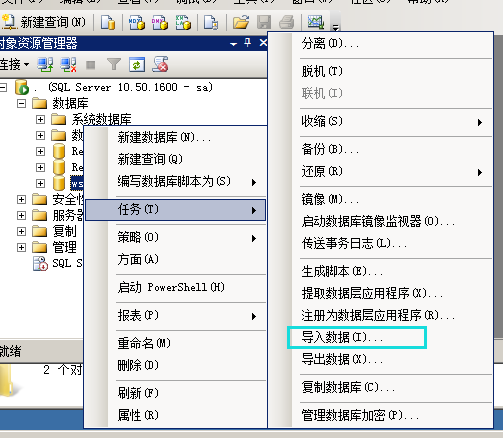 新建查询(N)
对象资源管理器
连接
. (SQL Server 10.50.1600 - sa)
数据库
系统数据库
数
Re
Re
ws
安全性
服务器
复制
管理
SQL S
就绪
2 个对
新建数据库(N)...
新建查询(Q)
编写数据库脚本为(S)
任务(T)
策略(O)
方面(A)
启动 PowerShell(H)
报表(P)
重命名(M)
删除(D)
刷新(F)
属性(R)
分离(D)...
脱机(T)
联机(I)
收缩(S)
备份(B)...
还原(R)
镜像(M)...
启动数据库镜像监视器(O)...
传送事务日志(L)...
生成脚本(E)...
提取数据层应用程序(X)...
注册为数据层应用程序(R)...
导入数据(I)...
导出数据(X)...
复制数据库(C)...
管理数据库加密(P)...